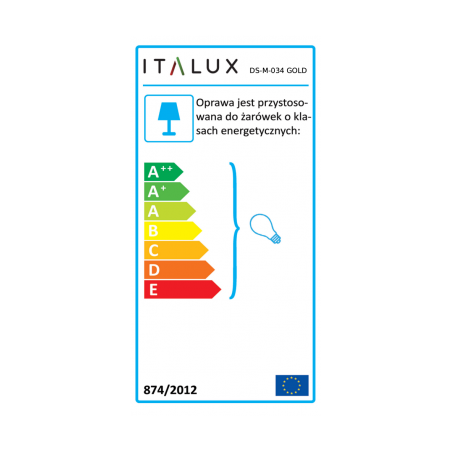 ITALUX DS-M-034 GOLD
Oprawa jest przystoso-
wana do żarówek o kla-
sach energetycznych:
A++
A+
A
B
C
D
E
874/2012